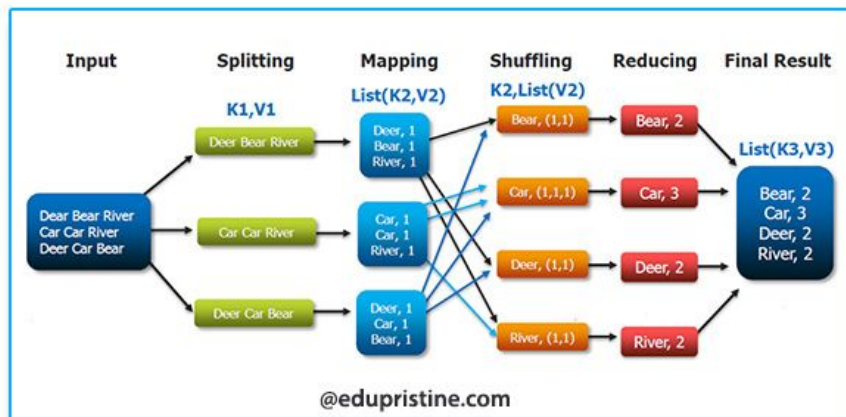 Input
Splitting
Mapping
Shuffling
Reducing
Final Result
K1,V1
List(K2,V2)
K2,List(V2)
List(K3,V3)
Dear Bear River
Car Car River
Deer Car Bear
Deer Bear River
Car Car River
Deer Car Bear
Deer, 1
Bear, 1
River, 1
Car, 1
Car, 1
River, 1
Deer, 1
Car, 1
Bear, 1
Bear, (1,1)
Car, (1,1,1)
Deer, (1,1)
River, (1,1)
Bear, 2
Car, 3
Deer, 2
River, 2
Bear, 2
Car, 3
Deer, 2
River, 2
@edupristine.com